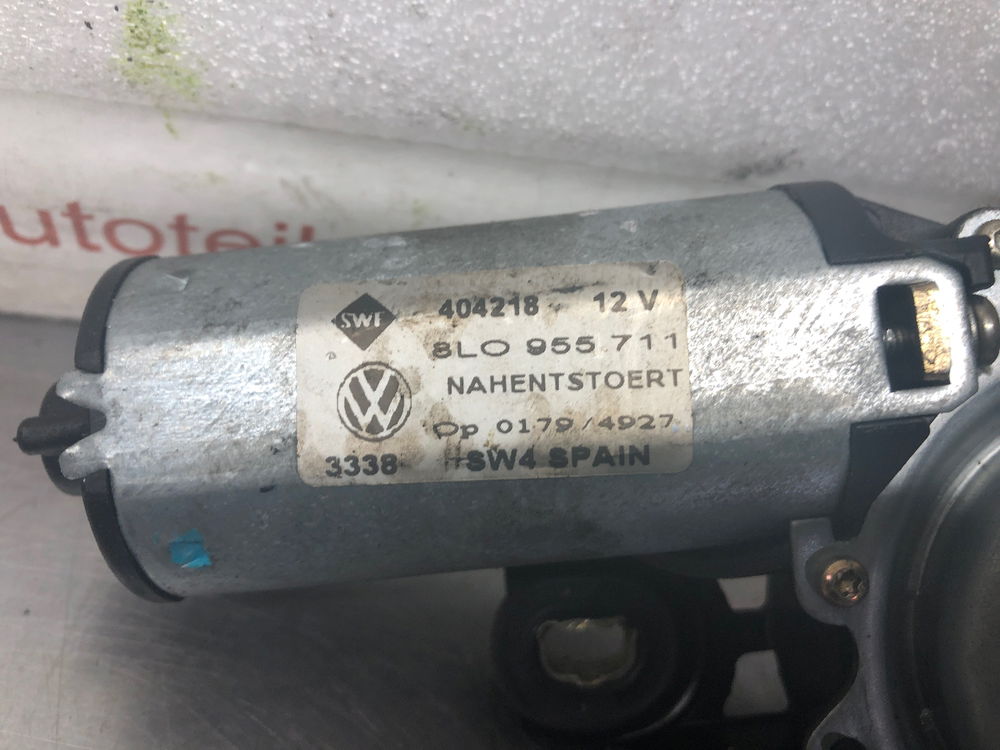 utoteil
SWF 404218 12 V
8L0 955 711
NAHENTSTOERT
Op 0179/4927
3338 SW4 SPAIN